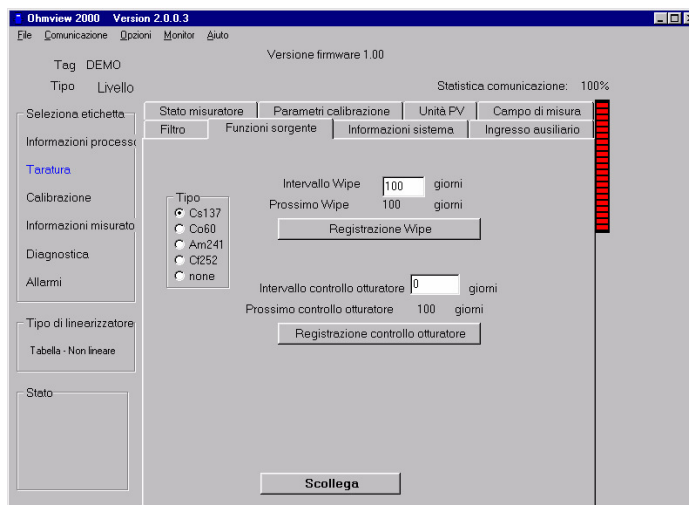 Ohmview 2000 Version 2.0.0.3
File Comunicazione Opzioni Monitor Aiuto
Versione firmware 1.00
Tag DEMO
Tipo Livello
Statistica comunicazione: 100%
Seleziona etichetta
Informazioni processo
Taratura
Calibrazione
Informazioni misurato
Diagnostica
Allarmi
Tipo di linearizzatore
Tabella - Non lineare
Stato
Stato misuratore Parametri calibrazione Unità PV Campo di misura
Filtro Funzioni sorgente Informazioni sistema Ingresso ausiliario
Tipo
Cs137
Co60
Am241
Cf252
none
Intervallo Wipe 100 giorni
Prossimo Wipe 100 giorni
Registrazione Wipe
Intervallo controllo otturatore 0 giorni
Prossimo controllo otturatore 100 giorni
Registrazione controllo otturatore
Scollega